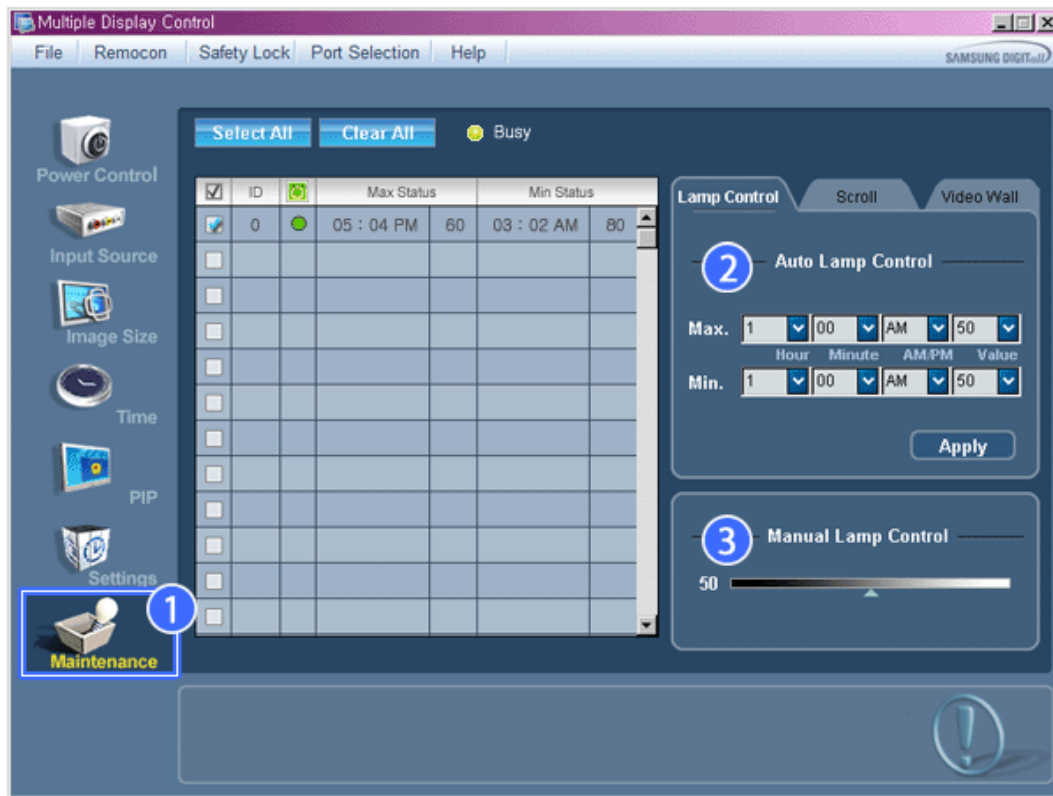 Multiple Display Control
File Remocon Safety Lock Port Selection Help
SAMSUNG DIGITall
Select All Clear All Busy
Power Control
Input Source
Image Size
Time
PIP
Settings
1
Maintenance
ID Max Status Min Status
0 05 : 04 PM 60 03 : 02 AM 80
Lamp Control Scroll Video Wall
2 Auto Lamp Control
Max. 1 00 AM 50
Hour Minute AM/PM Value
Min. 1 00 AM 50
Apply
3 Manual Lamp Control
50